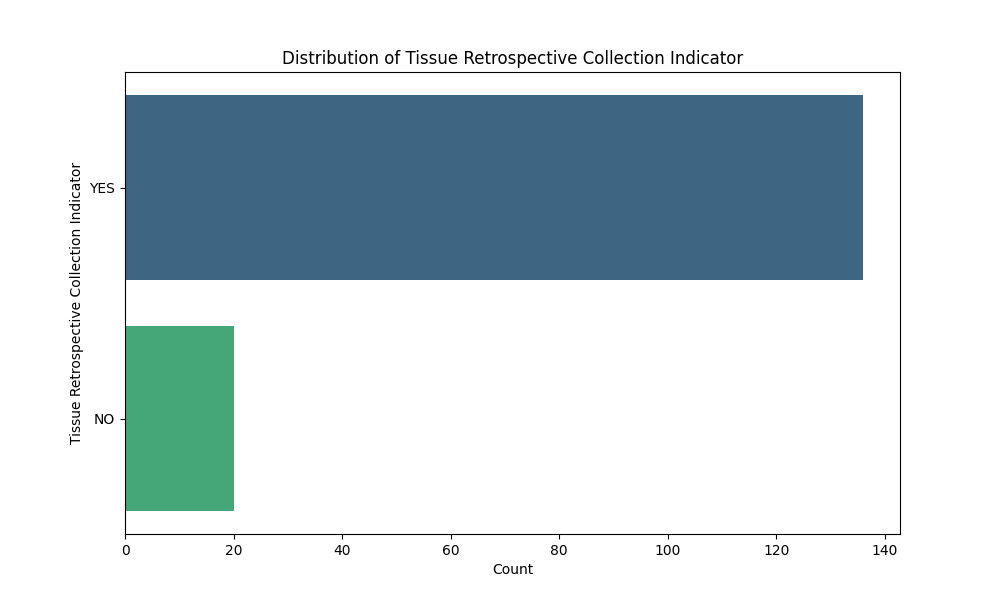 Distribution of Tissue Retrospective Collection Indicator
Tissue Retrospective Collection Indicator
YES
NO
0 20 40 60 80 100 120 140
Count